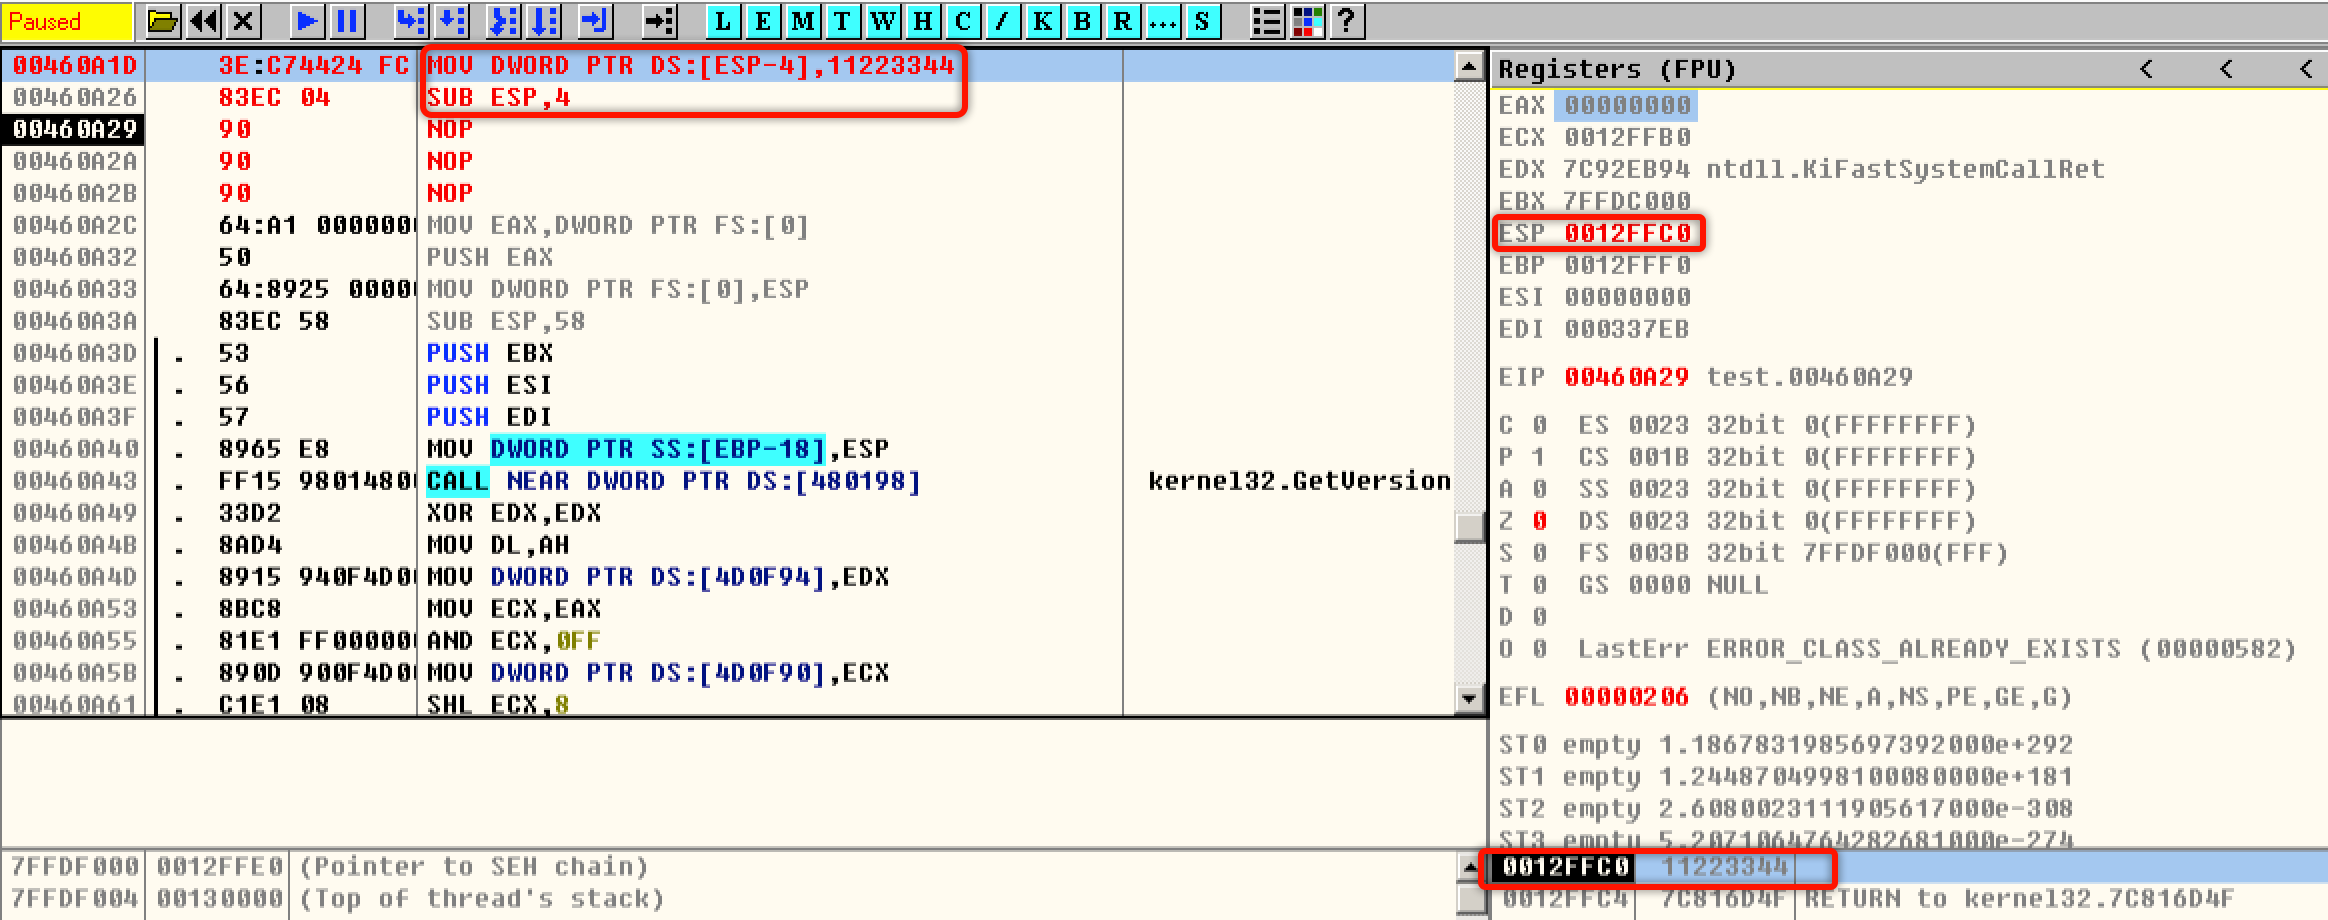 Paused L E M T W H C / K B R ... S ?
00460A1D 3E:C74424 FC MOV DWORD PTR DS:[ESP-4],11223344
00460A26 83EC 04 SUB ESP,4
00460A29 90 NOP
00460A2A 90 NOP
00460A2B 90 NOP
00460A2C 64:A1 0000000 MOV EAX,DWORD PTR FS:[0]
00460A32 50 PUSH EAX
00460A33 64:8925 0000 MOV DWORD PTR FS:[0],ESP
00460A3A 83EC 58 SUB ESP,58
00460A3D . 53 PUSH EBX
00460A3E . 56 PUSH ESI
00460A3F . 57 PUSH EDI
00460A40 . 8965 E8 MOV DWORD PTR SS:[EBP-18],ESP
00460A43 . FF15 9801480 CALL NEAR DWORD PTR DS:[480198] kernel32.GetVersion
00460A49 . 33D2 XOR EDX,EDX
00460A4B . 8AD4 MOV DL,AH
00460A4D . 8915 940F4D0 MOV DWORD PTR DS:[4D0F94],EDX
00460A53 . 8BC8 MOV ECX,EAX
00460A55 . 81E1 FF00000 AND ECX,0FF
00460A5B . 890D 900F4D0 MOV DWORD PTR DS:[4D0F90],ECX
00460A61 . C1E1 08 SHL ECX,8
Registers (FPU) < < <
EAX 00000000
ECX 0012FFB0
EDX 7C92EB94 ntdll.KiFastSystemCallRet
EBX 7FFDC000
ESP 0012FFC0
EBP 0012FFF0
ESI 00000000
EDI 000337EB
EIP 00460A29 test.00460A29
C 0 ES 0023 32bit 0(FFFFFFFF)
P 1 CS 001B 32bit 0(FFFFFFFF)
A 0 SS 0023 32bit 0(FFFFFFFF)
Z 0 DS 0023 32bit 0(FFFFFFFF)
S 0 FS 003B 32bit 7FFDF000(FFF)
T 0 GS 0000 NULL
D 0
O 0 LastErr ERROR_CLASS_ALREADY_EXISTS (00000582)
EFL 00000206 (NO,NB,NE,A,NS,PE,GE,G)
ST0 empty 1.1867831985697392000e+292
ST1 empty 1.2448704998100080000e+181
ST2 empty 2.6080023111905617000e-308
ST3 empty 5.2071064764282681000e-274
7FFDF000 0012FFE0 (Pointer to SEH chain)
7FFDF004 00130000 (Top of thread's stack)
0012FFC0 11223344
0012FFC4 7C816D4F RETURN to kernel32.7C816D4F